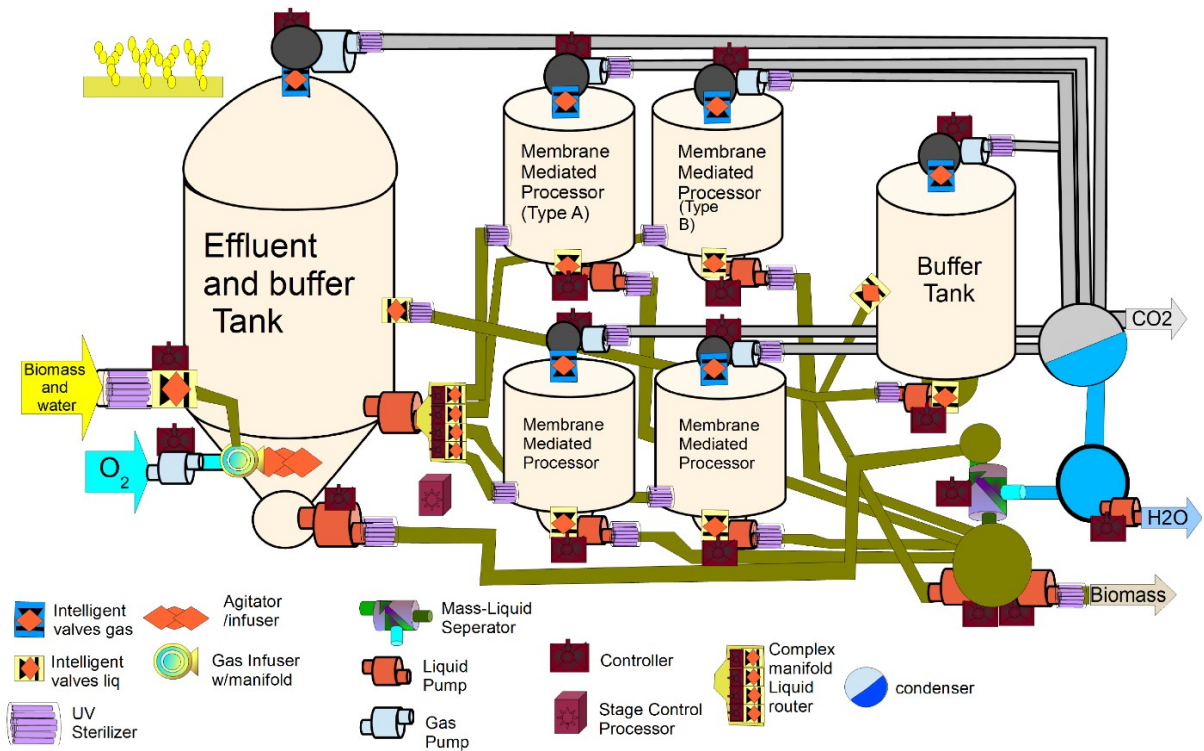 Effluent
and buffer
Tank
Membrane
Mediated
Processor
(Type A)
Membrane
Mediated
Processor
(Type
B)
Buffer
Tank
Membrane
Mediated
Processor
Membrane
Mediated
Processor
Biomass
and
water
O2
CO2
H2O
Biomass
Intelligent
valves gas
Agitator
/infuser
Intelligent
valves liq
Gas Infuser
w/manifold
UV
Sterilizer
Mass-Liquid
Seperator
Liquid
Pump
Gas
Pump
Controller
Stage Control
Processor
Complex
manifold
Liquid
router
condenser